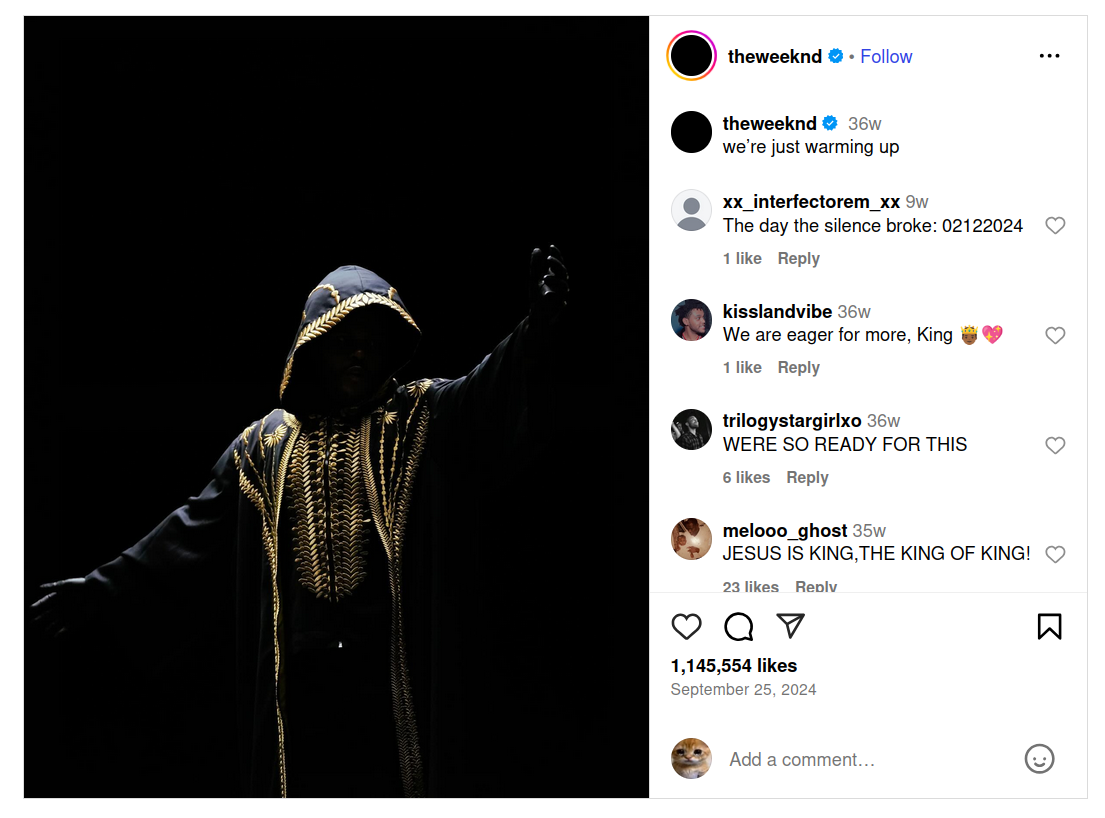 theweeknd • Follow
theweeknd 36w
we’re just warming up
xx_interfectorem_xx 9w
The day the silence broke: 02122024
1 like Reply
kisslandvibe 36w
We are eager for more, King 🤴🏾💖
1 like Reply
trilogystargirlxo 36w
WERE SO READY FOR THIS
6 likes Reply
melooo_ghost 35w
JESUS IS KING,THE KING OF KING!
23 likes Reply
1,145,554 likes
September 25, 2024
Add a comment…